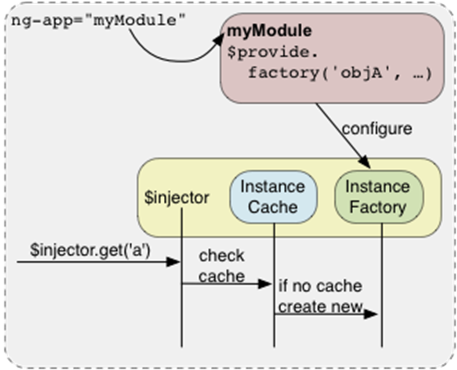 ng-app="myModule"
myModule
$provide.
factory('objA', …)
configure
$injector
Instance
Cache
Instance
Factory
$injector.get('a')
check
cache
if no cache
create new